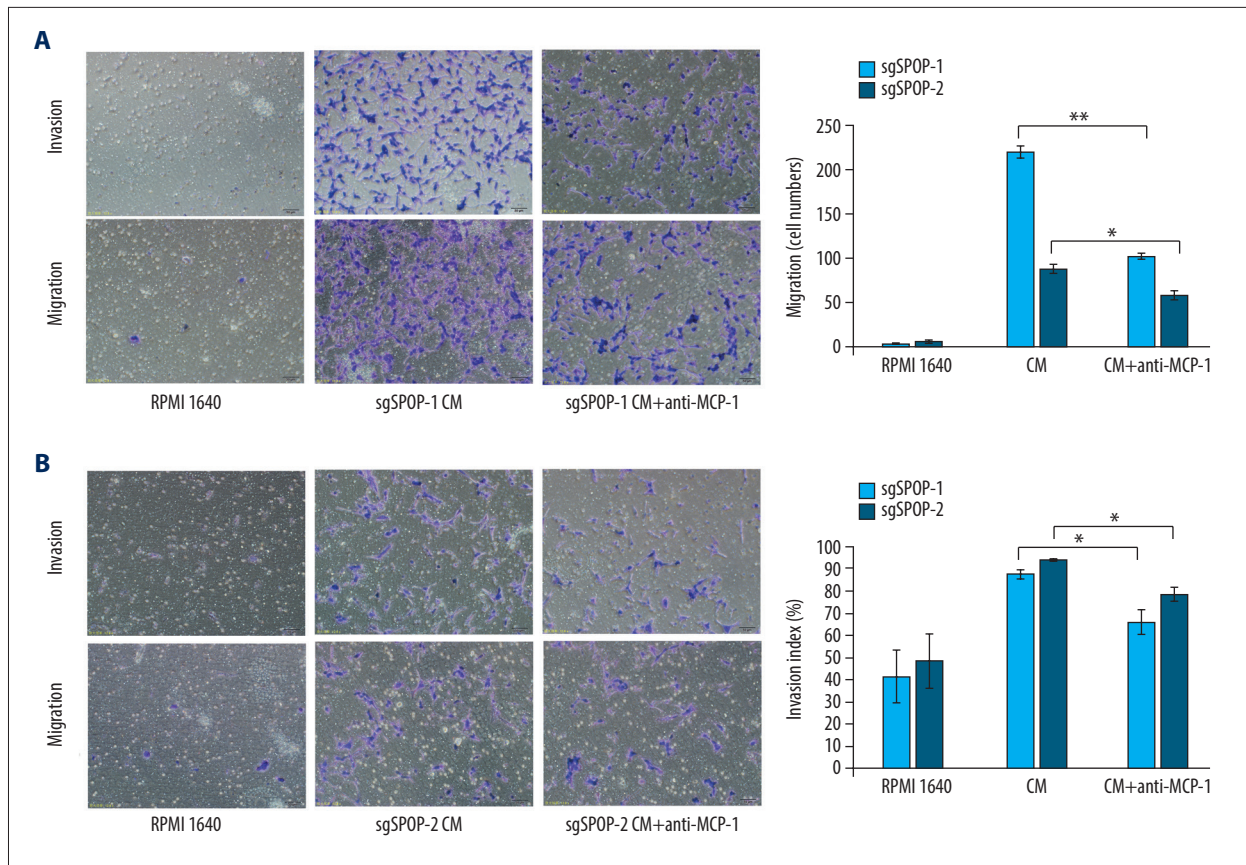 A
Invasion
Migration
RPMI 1640
sgSPOP-1 CM
sgSPOP-1 CM+anti-MCP-1
sgSPOP-1
sgSPOP-2
Migration (cell numbers)
250
200
150
100
50
0
**
*
RPMI 1640
CM
CM+anti-MCP-1
B
Invasion
Migration
RPMI 1640
sgSPOP-2 CM
sgSPOP-2 CM+anti-MCP-1
sgSPOP-1
sgSPOP-2
Invasion index (%)
100
90
80
70
60
50
40
30
20
10
0
*
*
RPMI 1640
CM
CM+anti-MCP-1